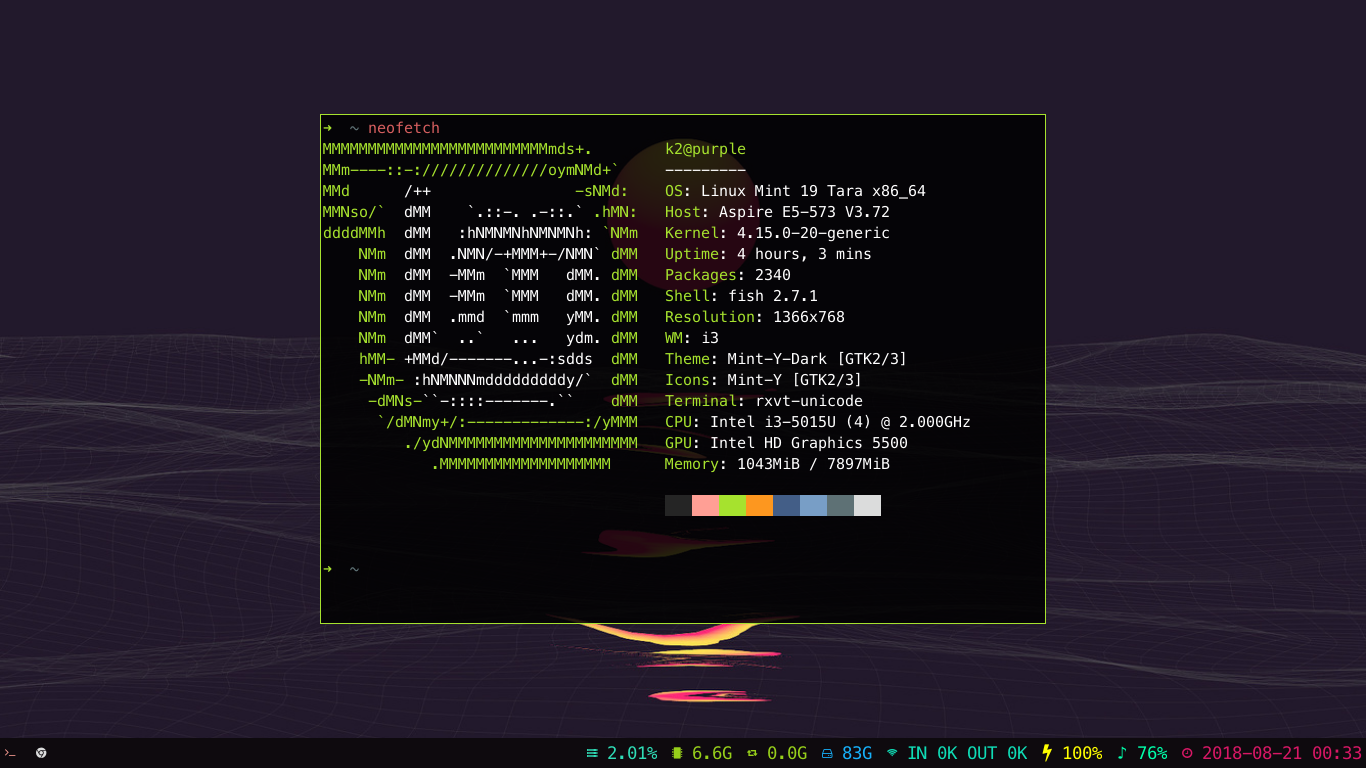 ➜  ~ neofetch
MMMMMMMMMMMMMMMMMMMMMMMMMmds+.        k2@purple
MMm----::-://////////////oymNMd+`     ---------
MMd      /++                -sNMd:    OS: Linux Mint 19 Tara x86_64
MMNso/`  dMM    `.::-. .-::.` .hMN:   Host: Aspire E5-573 V3.72
ddddMMh  dMM   :hNMNMNhNMNMNh: `NMm   Kernel: 4.15.0-20-generic
    NMm  dMM  .NMN/-+MMM+-/NMN` dMM   Uptime: 4 hours, 3 mins
    NMm  dMM  -MMm  `MMM   dMM. dMM   Packages: 2340
    NMm  dMM  -MMm  `MMM   dMM. dMM   Shell: fish 2.7.1
    NMm  dMM  .mmd  `mmm   yMM. dMM   Resolution: 1366x768
    NMm  dMM`  ..`   ...   ydm. dMM   WM: i3
    hMM- +MMd/-------...-:sdds  dMM   Theme: Mint-Y-Dark [GTK2/3]
    -NMm- :hNMNNNmdddddddddy/`  dMM   Icons: Mint-Y [GTK2/3]
     -dMNs-``-::::-------.``    dMM   Terminal: rxvt-unicode
      `/dMNmy+/:-------------:/yMMM   CPU: Intel i3-5015U (4) @ 2.000GHz
         ./ydNMMMMMMMMMMMMMMMMMMMMM   GPU: Intel HD Graphics 5500
            .MMMMMMMMMMMMMMMMMMM      Memory: 1043MiB / 7897MiB
➜  ~
2.01% 6.6G 0.0G 83G IN 0K OUT 0K 100% 76% 2018-08-21 00:33